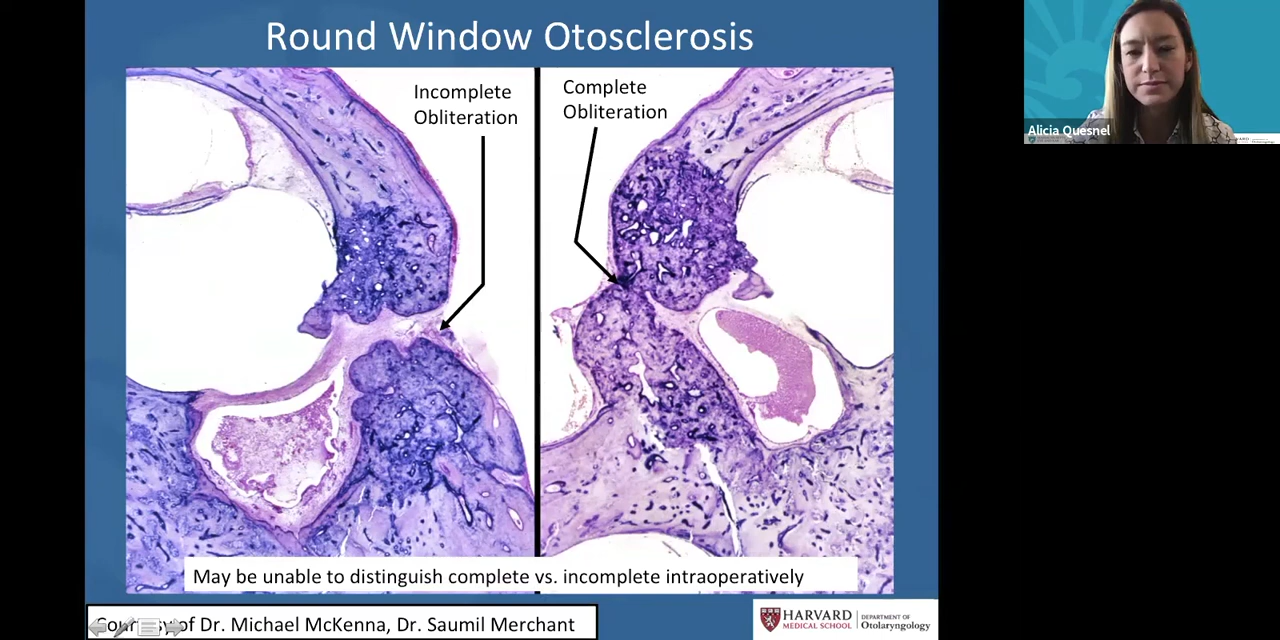 Round Window Otosclerosis
Incomplete
Obliteration
Complete
Obliteration
May be unable to distinguish complete vs. incomplete intraoperatively
of Dr. Michael McKenna, Dr. Saumil Merchant
HARVARD
MEDICAL SCHOOL
DEPARTMENT OF
Otolaryngology
Alicia Quesnel